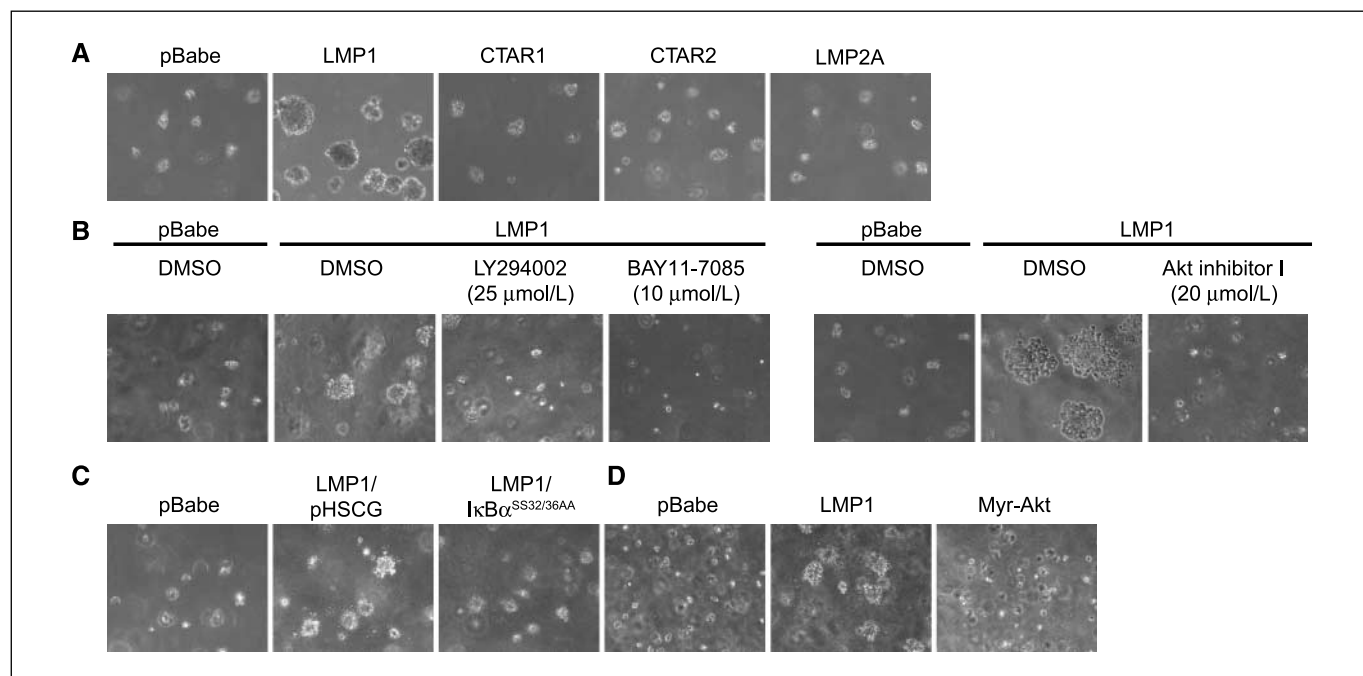 A
pBabe LMP1 CTAR1 CTAR2 LMP2A
B
pBabe LMP1 pBabe LMP1
DMSO DMSO LY294002 BAY11-7085 DMSO DMSO Akt inhibitor I
(25 μmol/L) (10 μmol/L) (20 μmol/L)
C
pBabe LMP1/ LMP1/
pHSCG IκBα^SS32/36AA
D
pBabe LMP1 Myr-Akt